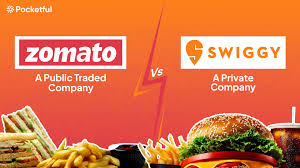 Pocketful
zomato
A Public Traded
Company
Vs
SWIGGY
A Private
Company